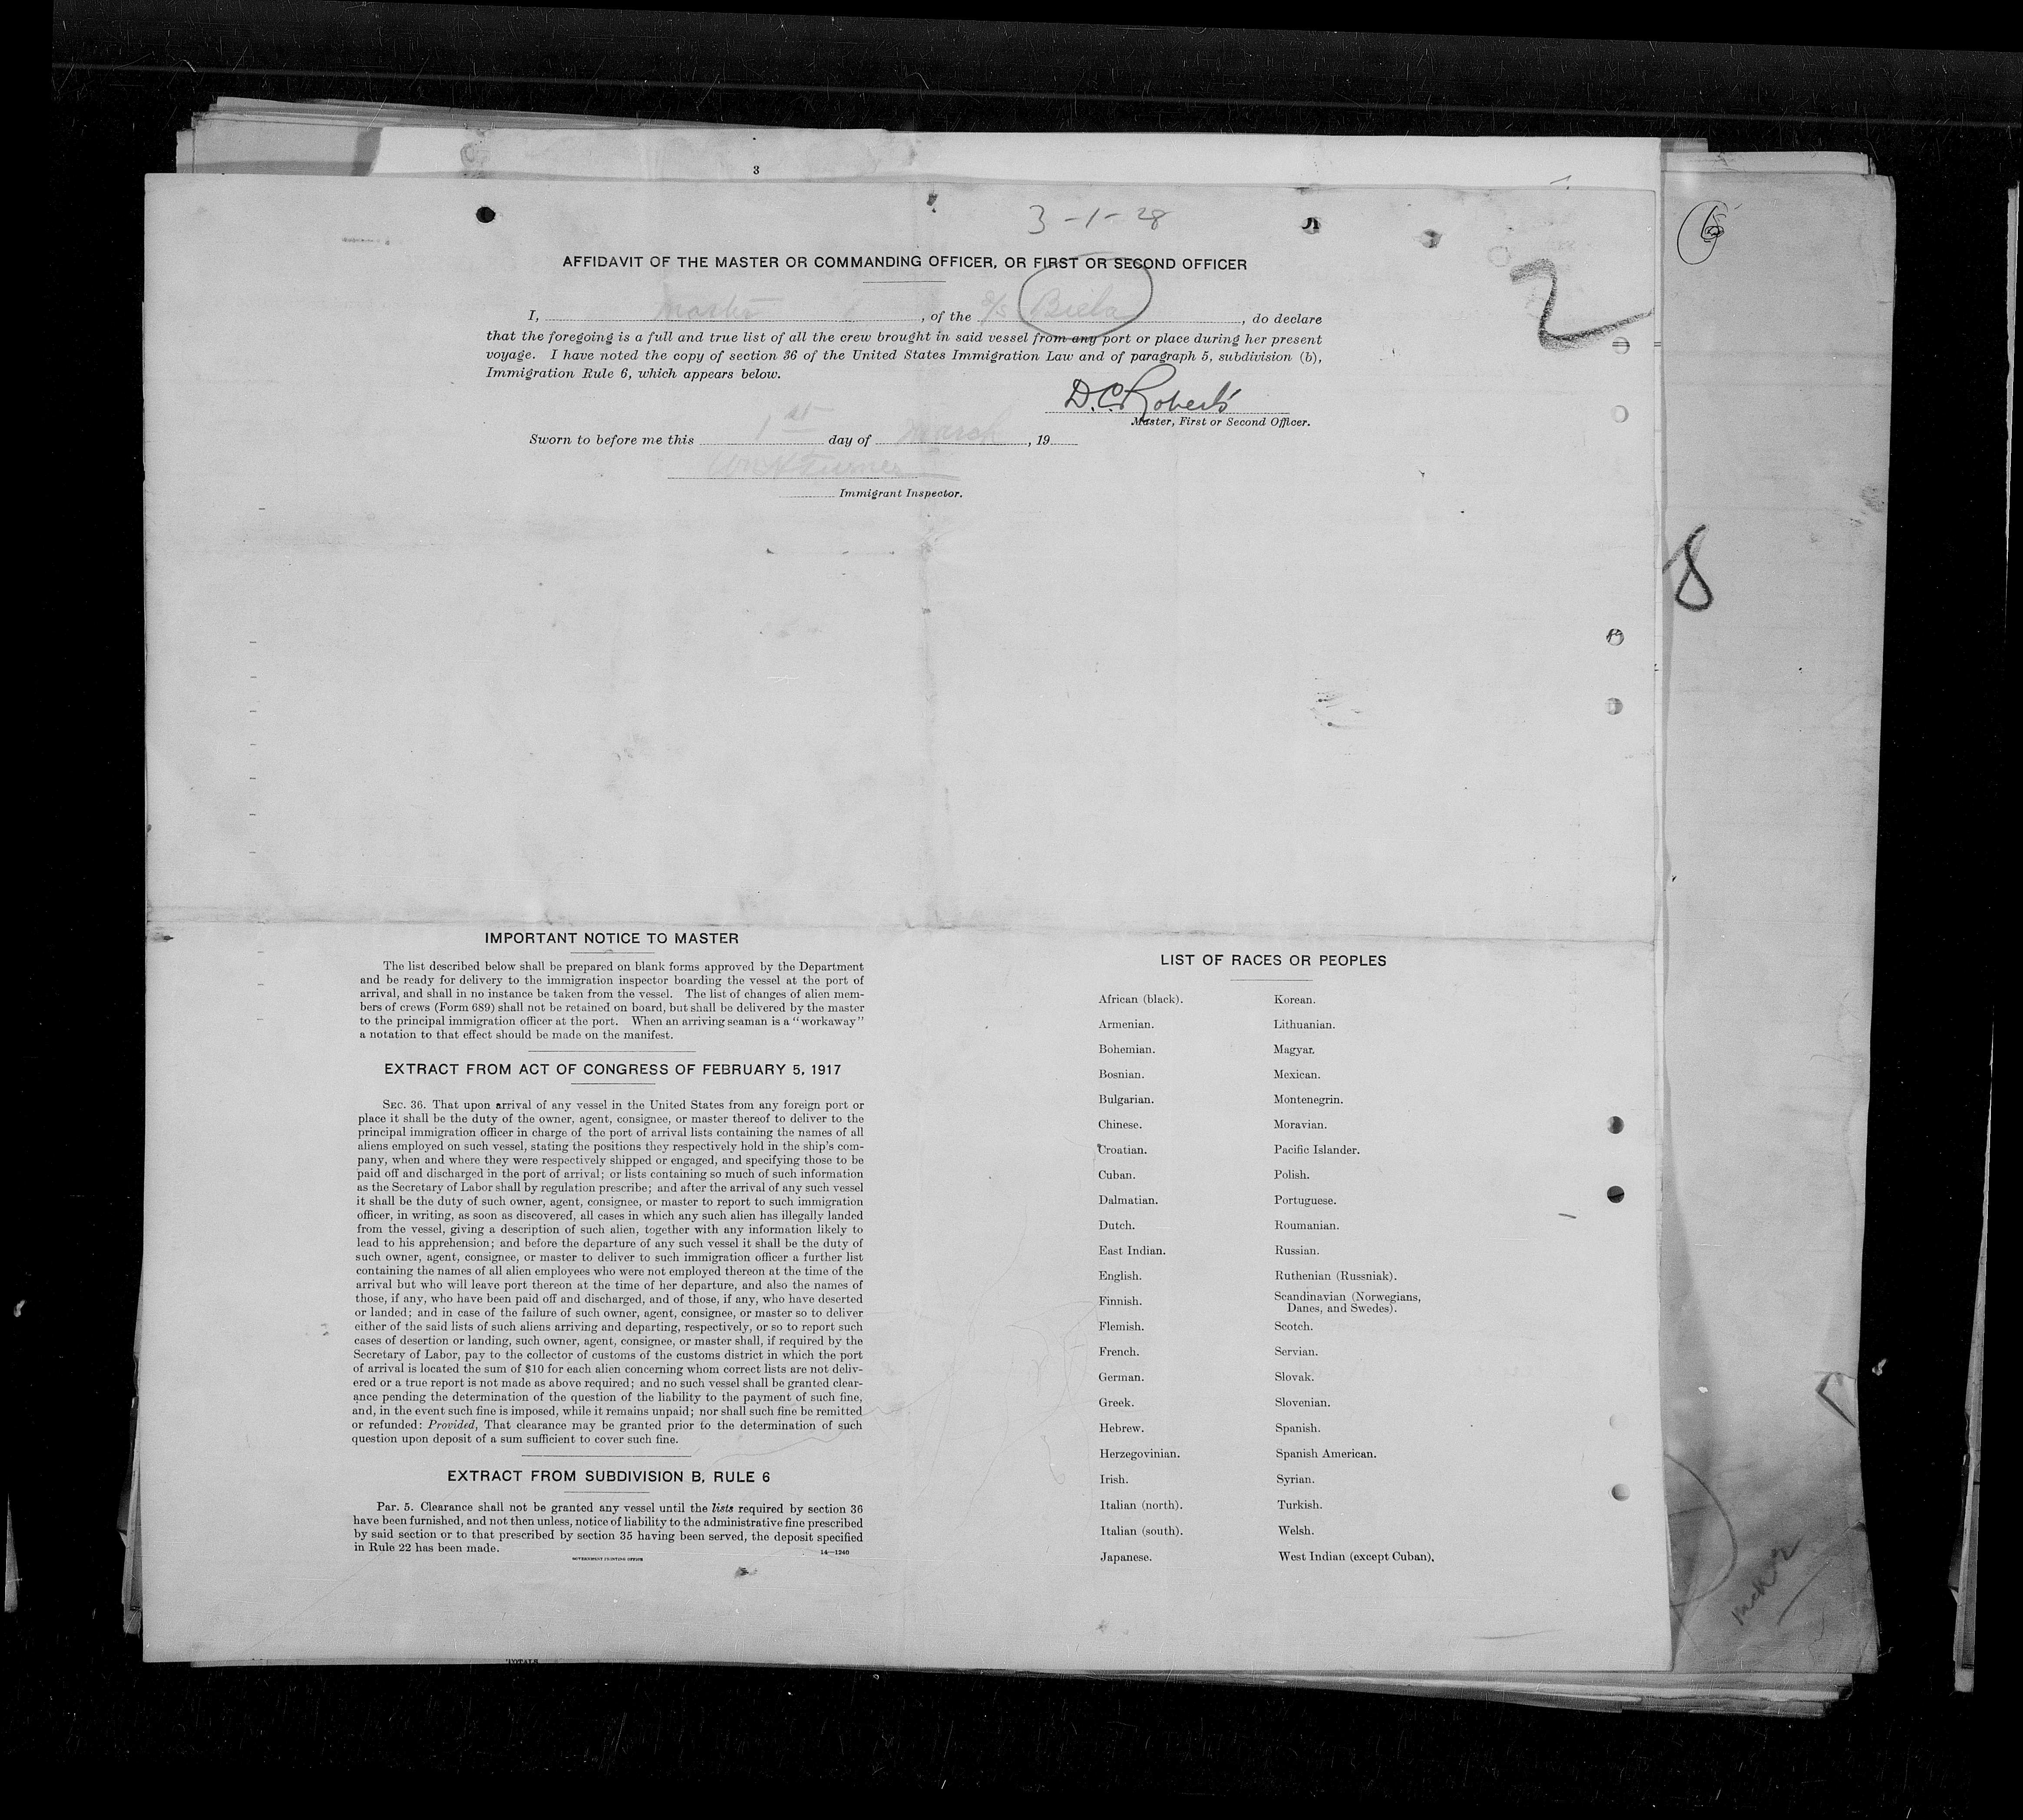 3
3-1-28
AFFIDAVIT OF THE MASTER OR COMMANDING OFFICER, OR FIRST OR SECOND OFFICER
2
I, Master, of the S/S Biela, do declare
that the foregoing is a full and true list of all the crew brought in said vessel from any port or place during her present
voyage. I have noted the copy of section 36 of the United States Immigration Law and of paragraph 5, subdivision (b),
Immigration Rule 6, which appears below.
D.C. Roberts
Master, First or Second Officer.
Sworn to before me this 1st day of March, 19
Wm H Turner
Immigrant Inspector.
8
IMPORTANT NOTICE TO MASTER
The list described below shall be prepared on blank forms approved by the Department
and be ready for delivery to the immigration inspector boarding the vessel at the port of
arrival, and shall in no instance be taken from the vessel. The list of changes of alien mem-
bers of crews (Form 689) shall not be retained on board, but shall be delivered by the master
to the principal immigration officer at the port. When an arriving seaman is a "workaway"
a notation to that effect should be made on the manifest.
EXTRACT FROM ACT OF CONGRESS OF FEBRUARY 5, 1917
SEC. 36. That upon arrival of any vessel in the United States from any foreign port or
place it shall be the duty of the owner, agent, consignee, or master thereof to deliver to the
principal immigration officer in charge of the port of arrival lists containing the names of all
aliens employed on such vessel, stating the positions they respectively hold in the ship's com-
pany, when and where they were respectively shipped or engaged, and specifying those to be
paid off and discharged in the port of arrival; or lists containing so much of such information
as the Secretary of Labor shall by regulation prescribe; and after the arrival of any such vessel
it shall be the duty of such owner, agent, consignee, or master to report to such immigration
officer, in writing, as soon as discovered, all cases in which any such alien has illegally landed
from the vessel, giving a description of such alien, together with any information likely to
lead to his apprehension; and before the departure of any such vessel it shall be the duty of
such owner, agent, consignee, or master to deliver to such immigration officer a further list
containing the names of all alien employees who were not employed thereon at the time of the
arrival but who will leave port thereon at the time of her departure, and also the names of
those, if any, who have been paid off and discharged, and of those, if any, who have deserted
or landed; and in case of the failure of such owner, agent, consignee, or master so to deliver
either of the said lists of such aliens arriving and departing, respectively, or so to report such
cases of desertion or landing, such owner, agent, consignee, or master shall, if required by the
Secretary of Labor, pay to the collector of customs of the customs district in which the port
of arrival is located the sum of $10 for each alien concerning whom correct lists are not deliv-
ered or a true report is not made as above required; and no such vessel shall be granted clear-
ance pending the determination of the question of the liability to the payment of such fine,
and, in the event such fine is imposed, while it remains unpaid; nor shall such fine be remitted
or refunded: Provided, That clearance may be granted prior to the determination of such
question upon deposit of a sum sufficient to cover such fine.
EXTRACT FROM SUBDIVISION B, RULE 6
Par. 5. Clearance shall not be granted any vessel until the lists required by section 36
have been furnished, and not then unless, notice of liability to the administrative fine prescribed
by said section or to that prescribed by section 35 having been served, the deposit specified
in Rule 22 has been made.
GOVERNMENT PRINTING OFFICE
14—1240
LIST OF RACES OR PEOPLES
African (black). Korean.
Armenian. Lithuanian.
Bohemian. Magyar.
Bosnian. Mexican.
Bulgarian. Montenegrin.
Chinese. Moravian.
Croatian. Pacific Islander.
Cuban. Polish.
Dalmatian. Portuguese.
Dutch. Roumanian.
East Indian. Russian.
English. Ruthenian (Russniak).
Finnish. Scandinavian (Norwegians,
Danes, and Swedes).
Flemish. Scotch.
French. Servian.
German. Slovak.
Greek. Slovenian.
Hebrew. Spanish.
Herzegovinian. Spanish American.
Irish. Syrian.
Italian (north). Turkish.
Italian (south). Welsh.
Japanese. West Indian (except Cuban).
TOTALS